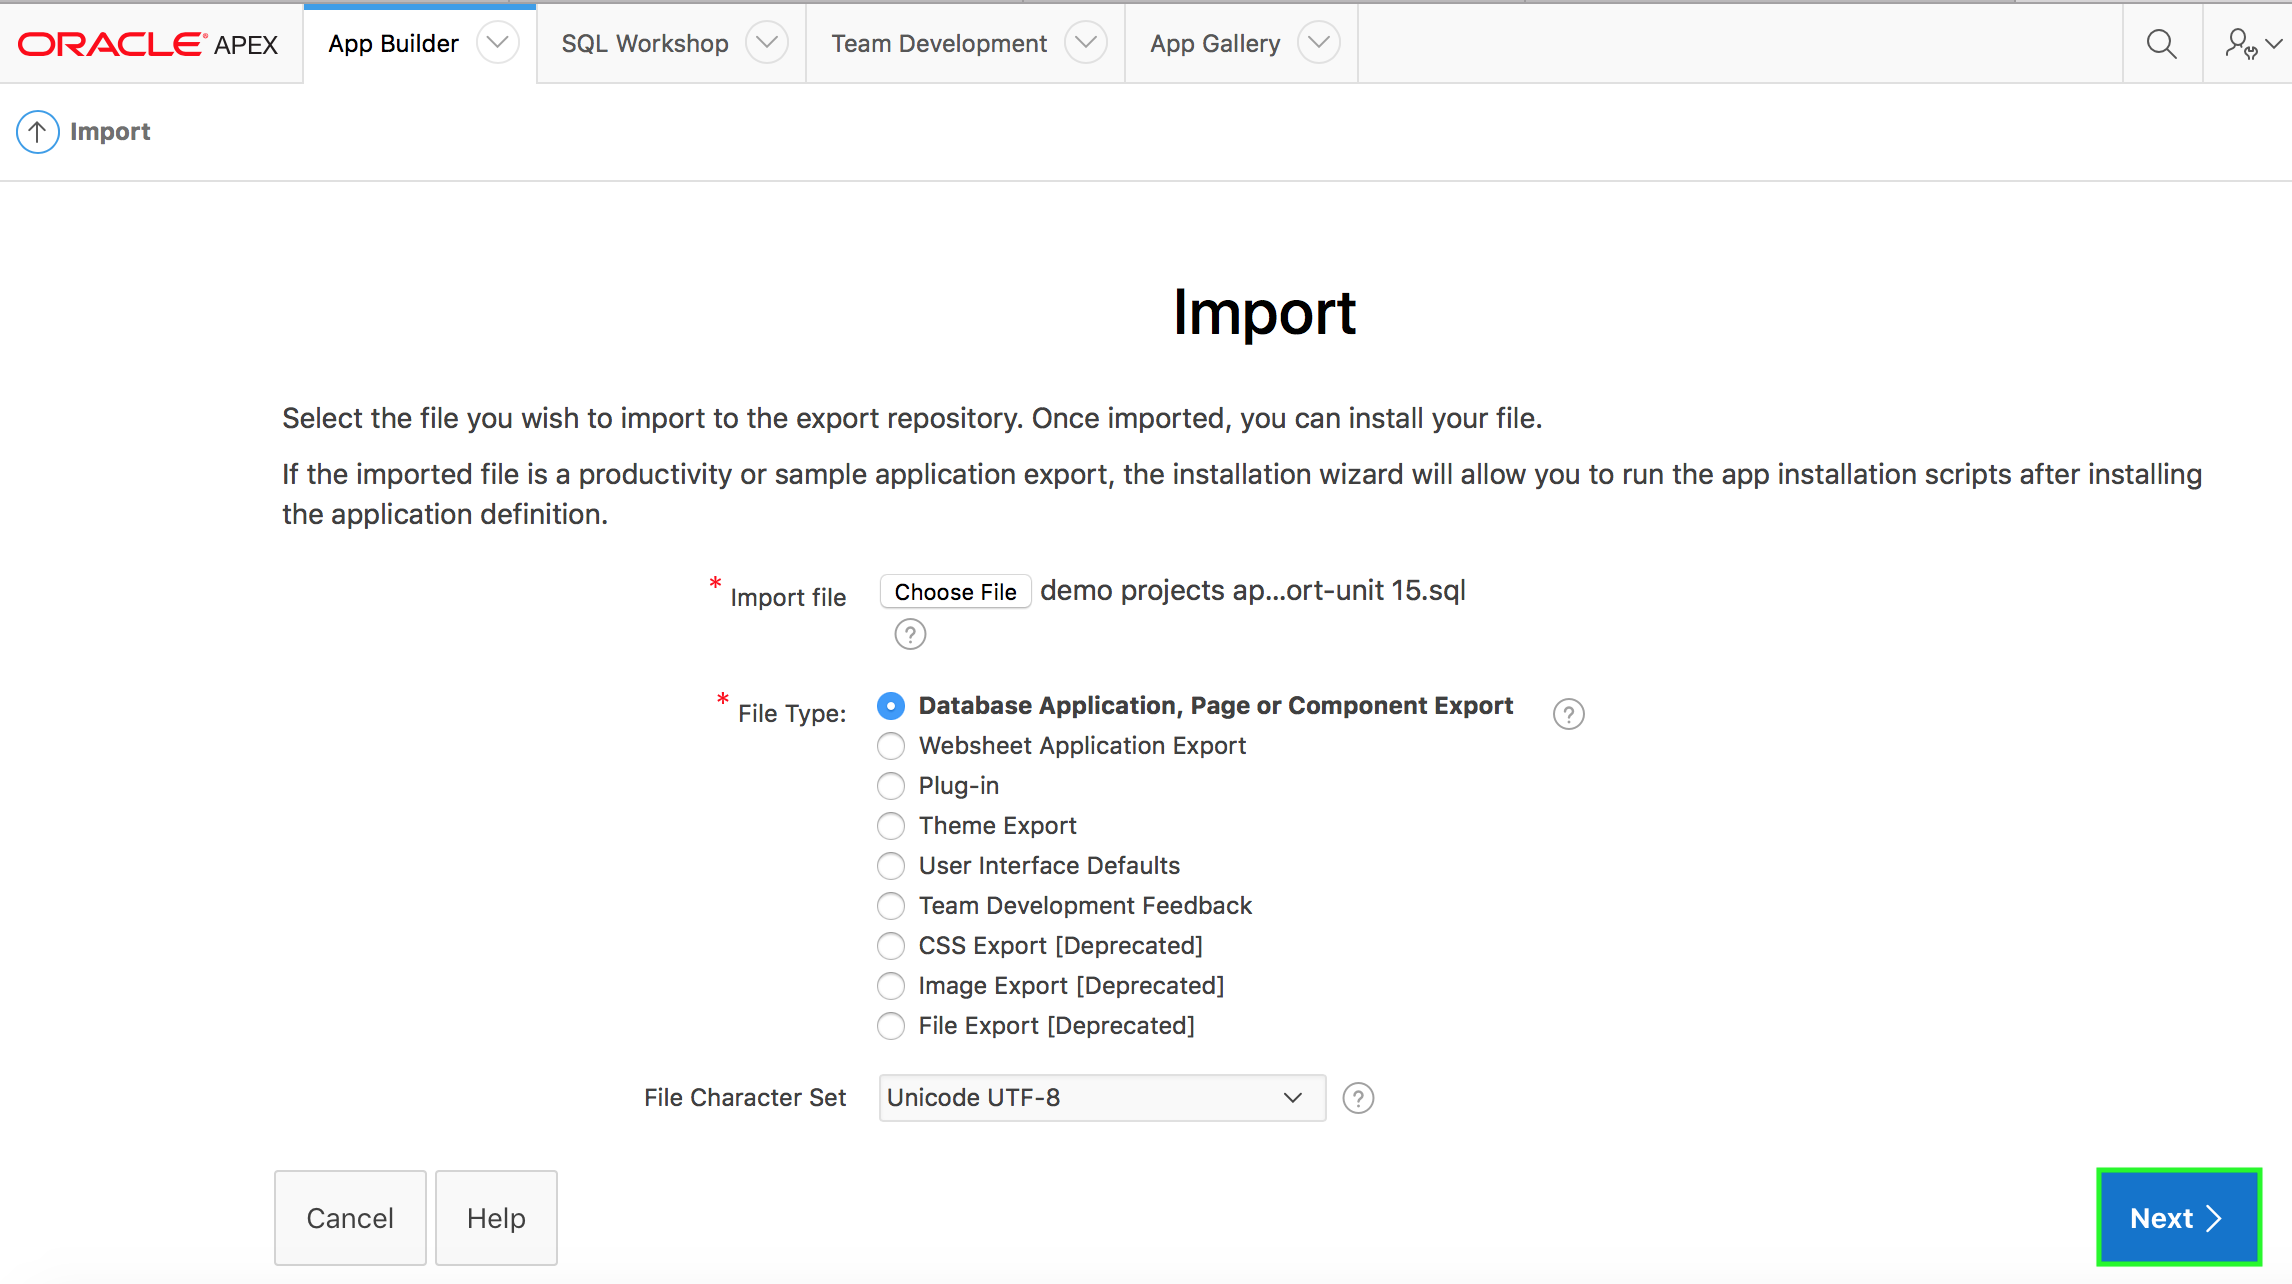 ORACLE® APEX
App Builder
SQL Workshop
Team Development
App Gallery
Import
Import
Select the file you wish to import to the export repository. Once imported, you can install your file.
If the imported file is a productivity or sample application export, the installation wizard will allow you to run the app installation scripts after installing
the application definition.
* Import file
Choose File demo projects ap...ort-unit 15.sql
?
* File Type:
Database Application, Page or Component Export ?
Websheet Application Export
Plug-in
Theme Export
User Interface Defaults
Team Development Feedback
CSS Export [Deprecated]
Image Export [Deprecated]
File Export [Deprecated]
File Character Set Unicode UTF-8 ?
Cancel
Help
Next